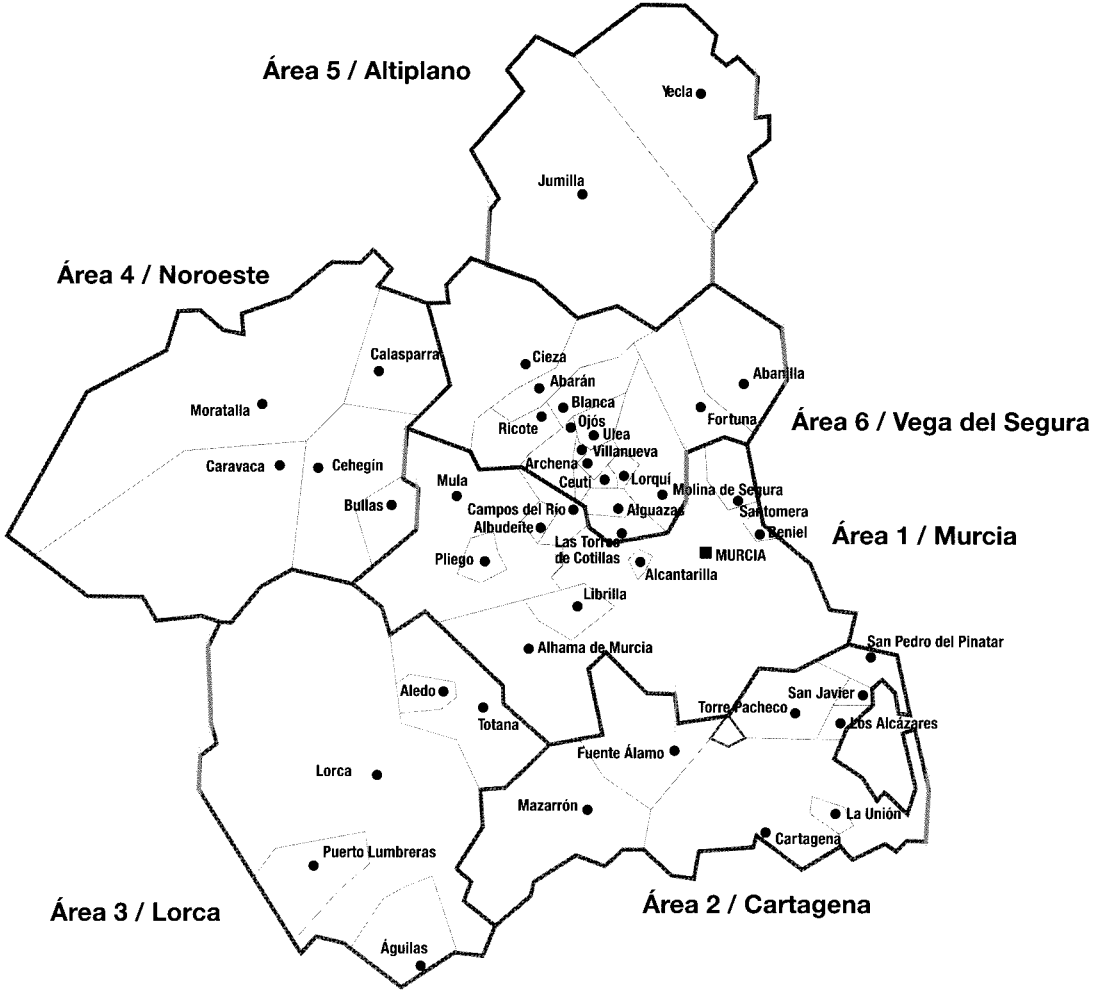 Área 5 / Altiplano
Yecla
Jumilla
Área 4 / Noroeste
Calasparra
Cieza
Abanilla
Abarán
Moratalla
Blanca
Fortuna
Ricote
Ojós
Área 6 / Vega del Segura
Ulea
Villanueva
Caravaca
Cehegín
Archena
Mula
Ceutí
Lorquí
Molina de Segura
Bullas
Campos del Río
Alguazas
Santomera
Albudeite
Beniel
Área 1 / Murcia
Las Torres
de Cotillas
MURCIA
Pliego
Alcantarilla
Librilla
San Pedro del Pinatar
Alhama de Murcia
Aledo
San Javier
Torre Pacheco
Totana
Los Alcázares
Fuente Álamo
Lorca
Mazarrón
La Unión
Cartagena
Puerto Lumbreras
Área 3 / Lorca
Área 2 / Cartagena
Águilas